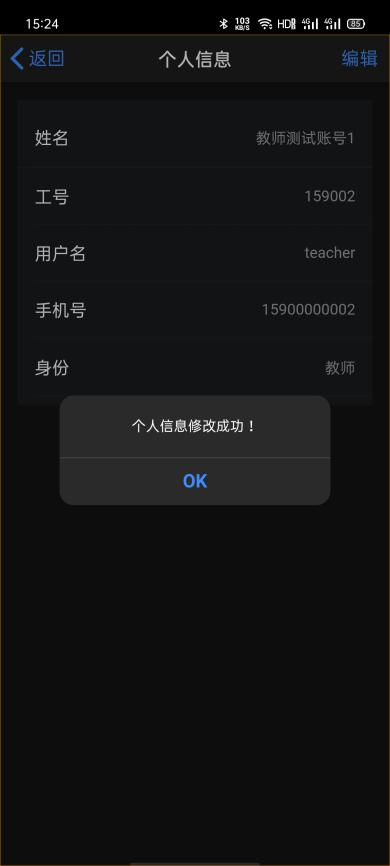 15:24 103 KB/S HD 4G 4G 85
返回 个人信息 编辑
姓名 教师测试账号1
工号 159002
用户名 teacher
手机号 15900000002
身份 教师
个人信息修改成功！
OK